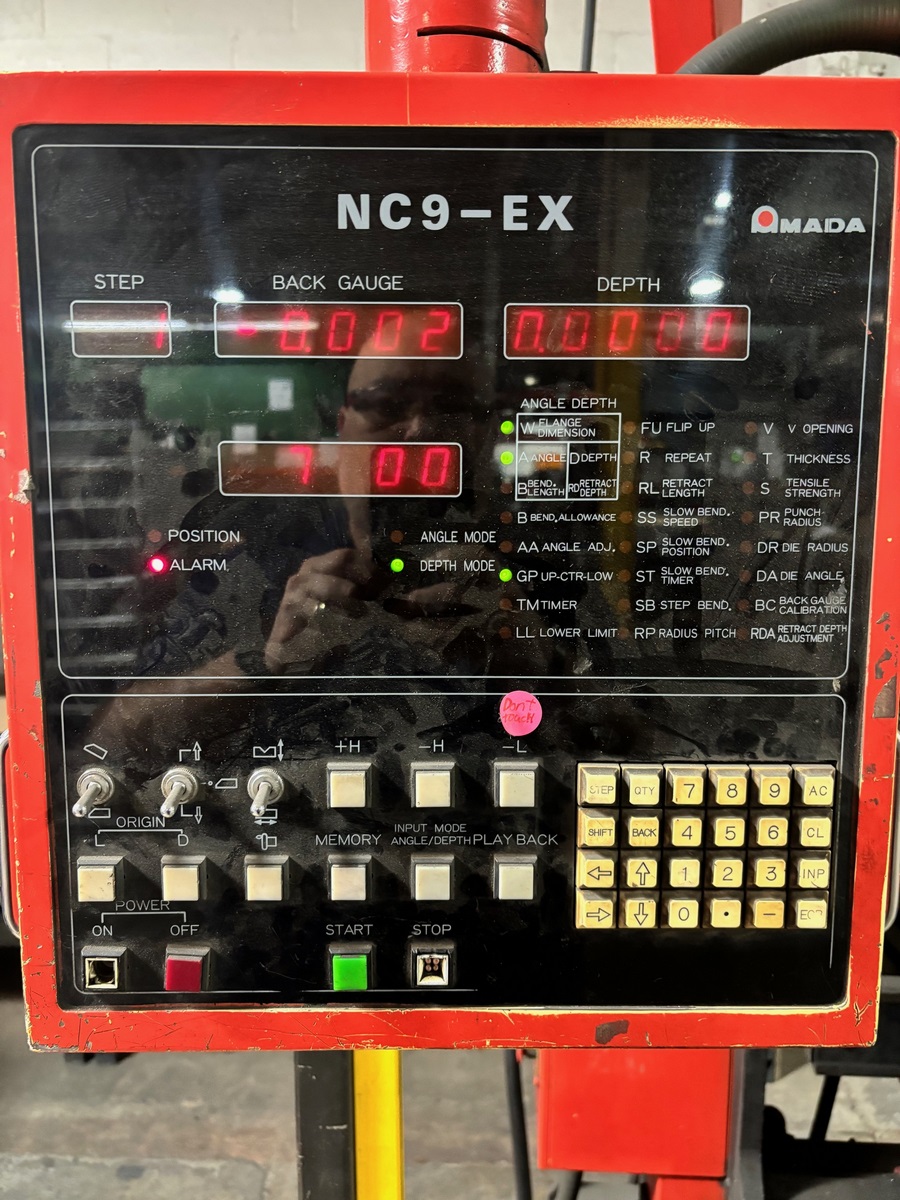 NC9-EX
AMADA
STEP
BACK GAUGE
DEPTH
1
-0.002
0.0000
7 00
ANGLE DEPTH
W FLANGE DIMENSION
A ANGLE
D DEPTH
B BEND. LENGTH
RD RETRACT DEPTH
B BEND. ALLOWANCE
AA ANGLE ADJ.
GP UP-CTR-LOW
TM TIMER
LL LOWER LIMIT
FU FLIP UP
R REPEAT
RL RETRACT LENGTH
SS SLOW BEND. SPEED
SP SLOW BEND. POSITION
ST SLOW BEND. TIMER
SB STEP BEND.
RP RADIUS PITCH
V V OPENING
T THICKNESS
S TENSILE STRENGTH
PR PUNCH-RADIUS
DR DIE RADIUS
DA DIE ANGLE
BC BACK GAUGE CALIBRATION
RDA RETRACT DEPTH ADJUSTMENT
POSITION
ALARM
ANGLE MODE
DEPTH MODE
Don't
touch
+H
-H
-L
ORIGIN
L
D
MEMORY
INPUT MODE
ANGLE/DEPTH
PLAY BACK
POWER
ON
OFF
START
STOP
STEP QTY 7 8 9 AC
SHIFT BACK 4 5 6 CL
⇦ ⇧ 1 2 3 INP
⇨ ⇩ 0 • −